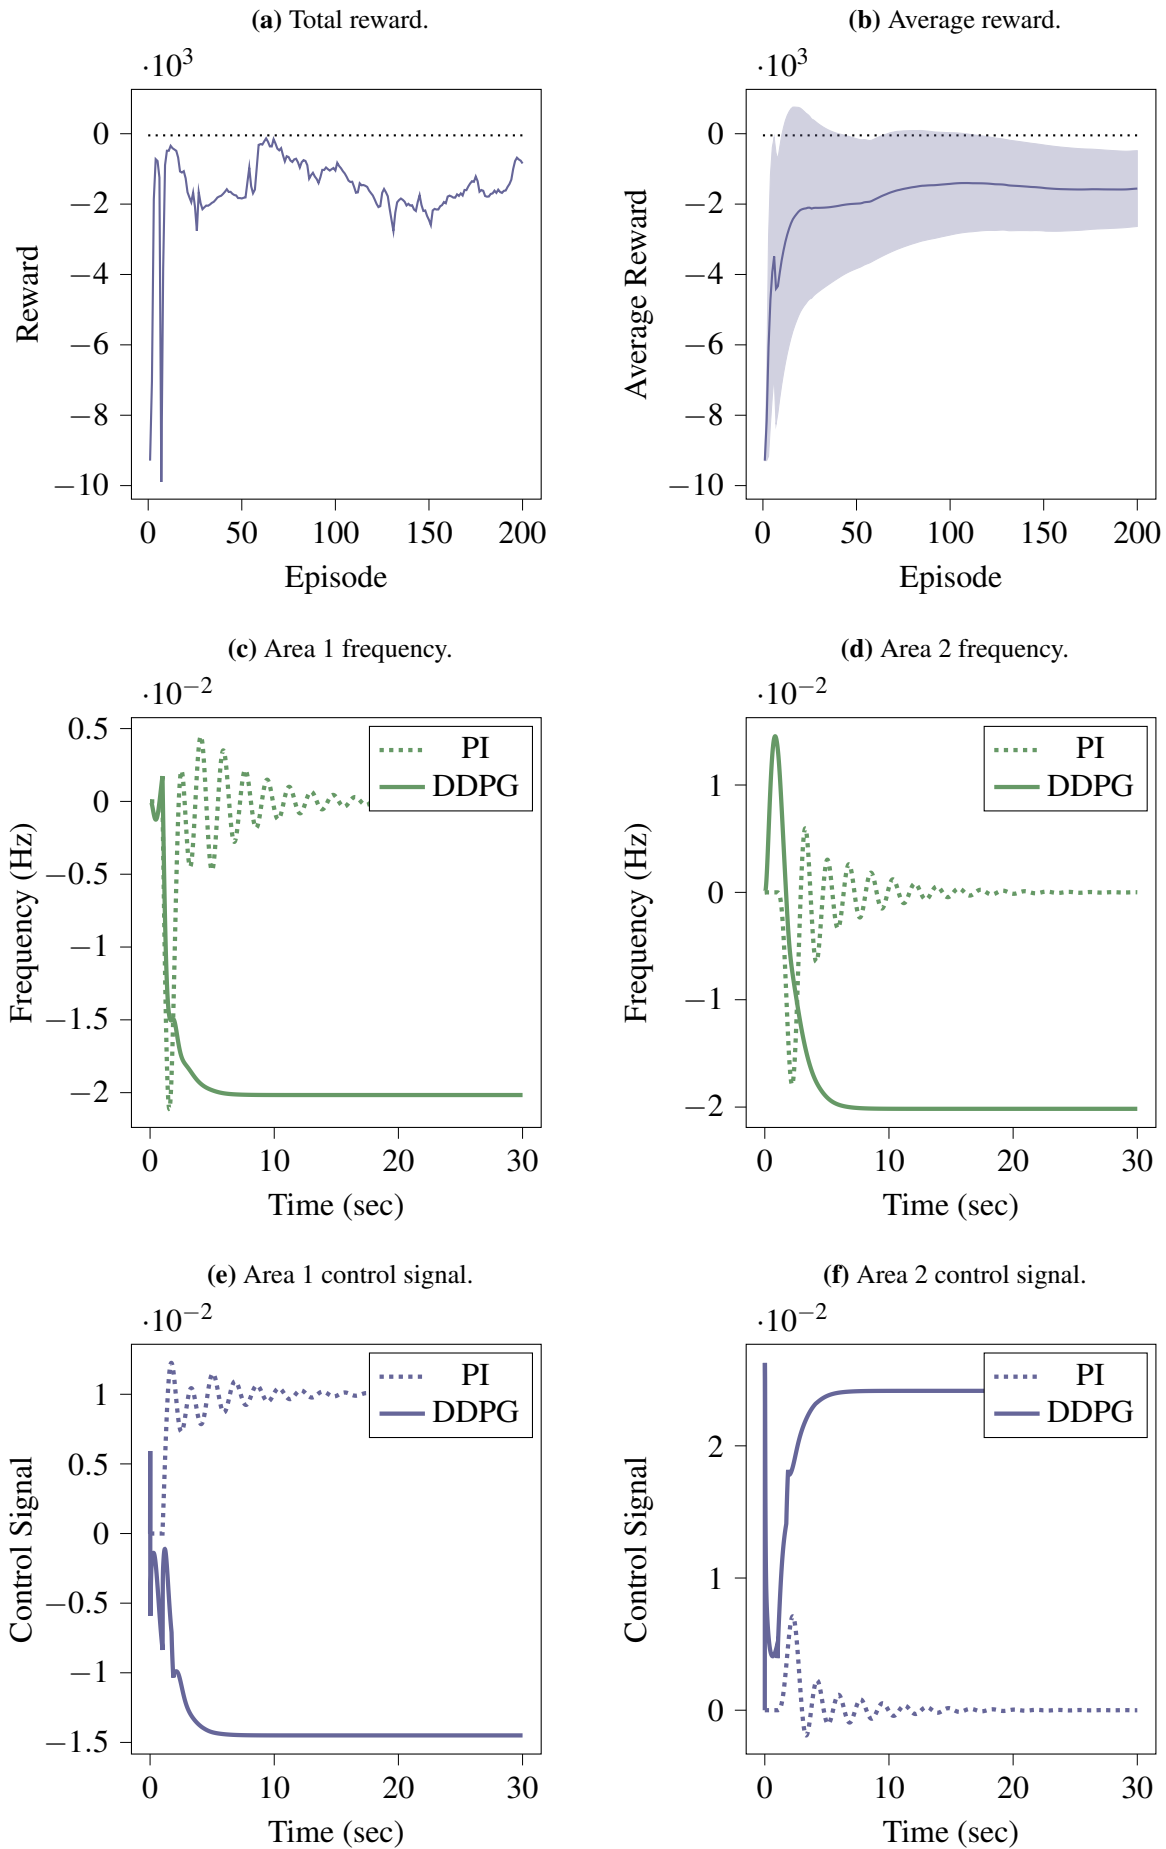 (a) Total reward.
·10³
0
−2
−4
−6
−8
−10
Reward
0 50 100 150 200
Episode
(b) Average reward.
·10³
0
−2
−4
−6
−8
−10
Average Reward
0 50 100 150 200
Episode
(c) Area 1 frequency.
·10⁻²
0.5
0
−0.5
−1
−1.5
−2
Frequency (Hz)
PI
DDPG
0 10 20 30
Time (sec)
(d) Area 2 frequency.
·10⁻²
1
0
−1
−2
Frequency (Hz)
PI
DDPG
0 10 20 30
Time (sec)
(e) Area 1 control signal.
·10⁻²
1
0.5
0
−0.5
−1
−1.5
Control Signal
PI
DDPG
0 10 20 30
Time (sec)
(f) Area 2 control signal.
·10⁻²
2
1
0
Control Signal
PI
DDPG
0 10 20 30
Time (sec)